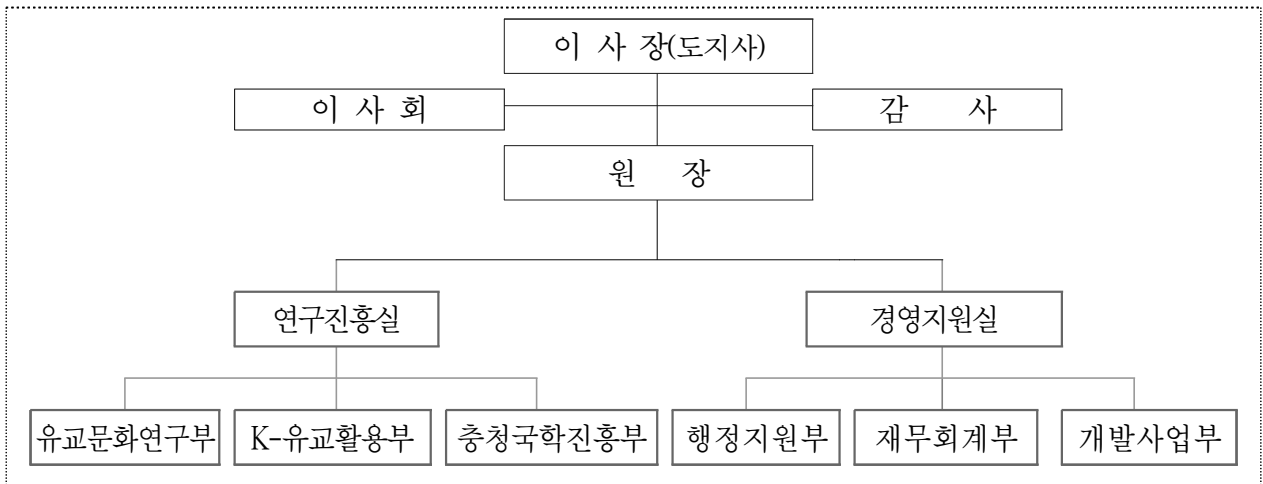 이 사 장(도지사)
이 사 회
감 사
원 장
연구진흥실
경영지원실
유교문화연구부
K-유교활용부
충청국학진흥부
행정지원부
재무회계부
개발사업부